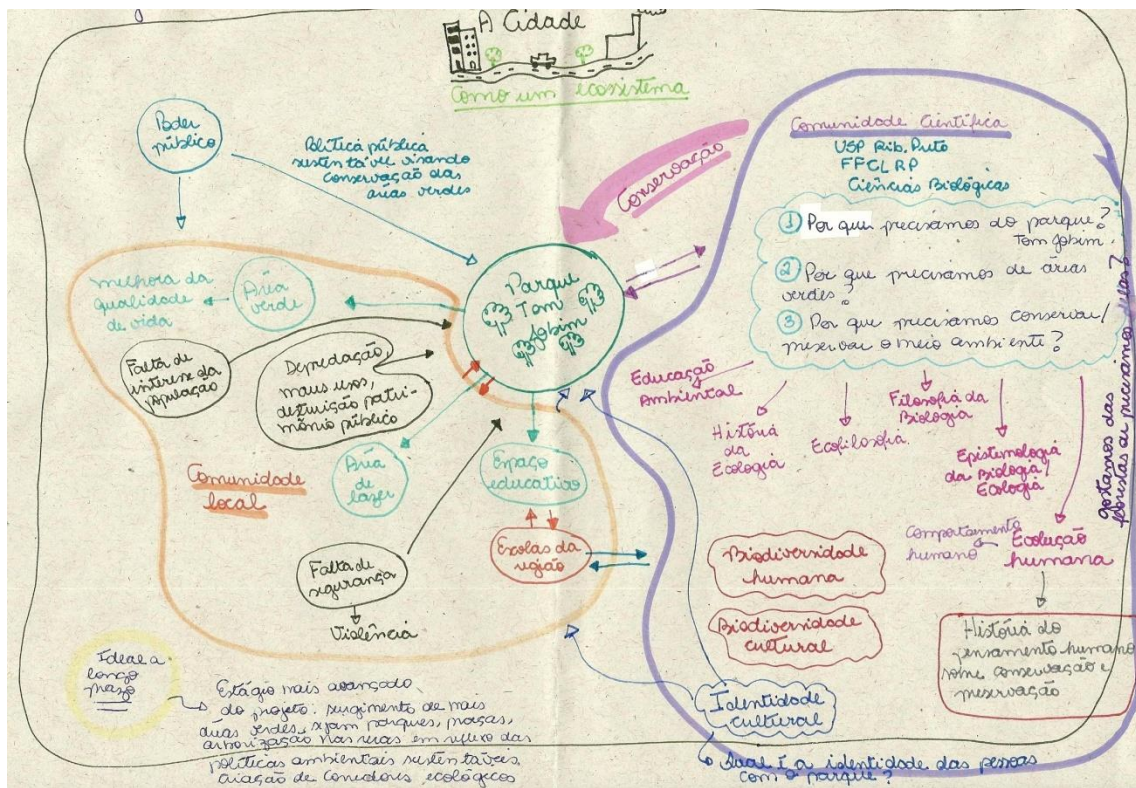 A Cidade
como um ecossistema
Poder
público
Política pública
sustentável visando
conservação das
áreas verdes
Conservação
Comunidade Científica
USP Rib. Preto
FFCLRP
Ciências Biológicas
1 Por que precisamos do parque?
Tom Jobim
2 Por que precisamos de áreas
verdes?
3 Por que precisamos conservar/
preservar o meio ambiente?
gostamos das
florestas ou precisamos delas?
Parque
Tom
Jobim
melhora da
qualidade
de vida
Área
verde
Falta de
interesse da
população
Depredação,
maus usos,
destruição patri-
mônio público
Comunidade
local
Área
de
lazer
Espaço
educativo
Escolas da
região
Falta de
segurança
Violência
Educação
Ambiental
História
da
Ecologia
Ecofilosofia
Filosofia da
Biologia
Epistemologia
da Biologia/
Ecologia
comportamento
humano
Evolução
humana
Biodiversidade
humana
Biodiversidade
cultural
História do
pensamento humano
sobre conservação e
preservação
Identidade
cultural
Qual é a identidade das pessoas
com o parque?
Ideal a
longo
prazo
Estágio mais avançado
do projeto: surgimento de mais
áreas verdes, sejam parques, praças,
arborização nas ruas em reflexo das
políticas ambientais sustentáveis
criação de corredores ecológicos